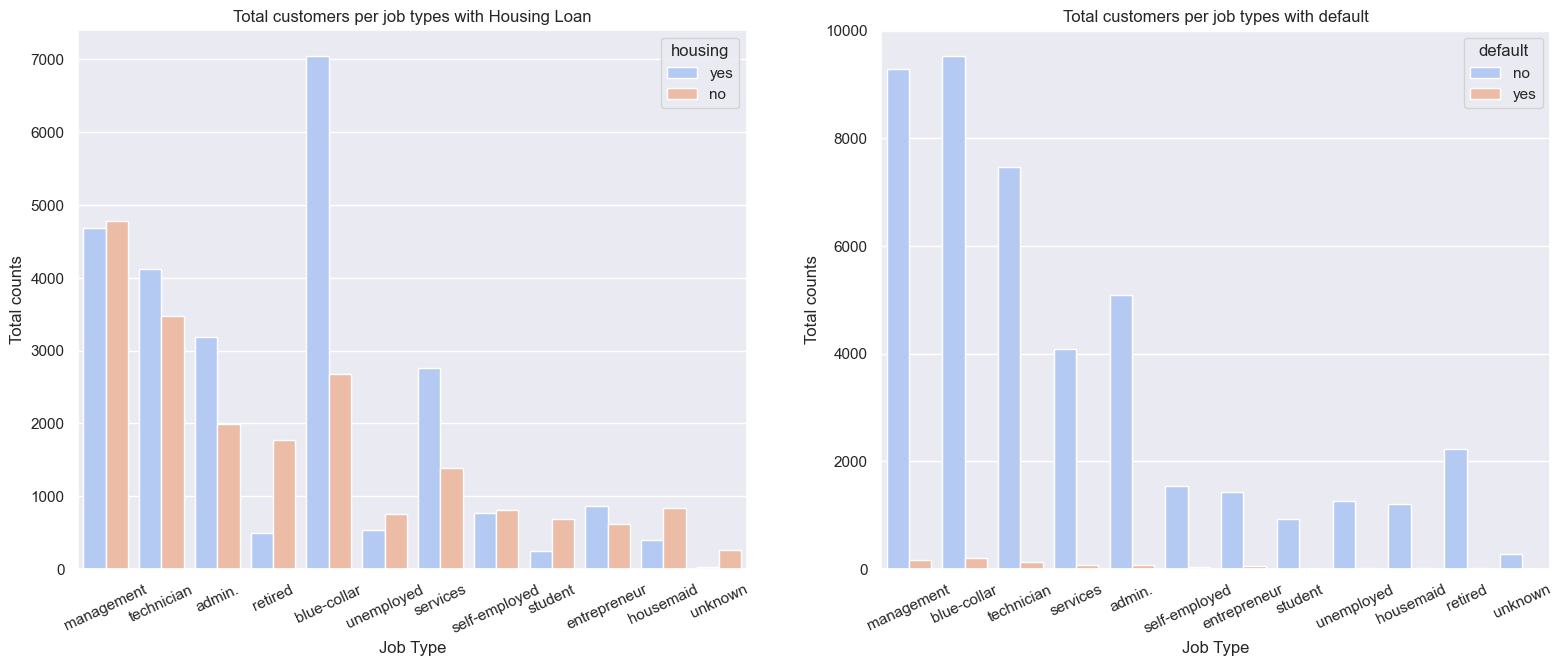 Total customers per job types with Housing Loan
housing
yes
no
7000
6000
5000
4000
3000
2000
1000
0
Total counts
management
technician
admin.
retired
blue-collar
unemployed
services
self-employed
student
entrepreneur
housemaid
unknown
Job Type
Total customers per job types with default
default
no
yes
10000
8000
6000
4000
2000
0
Total counts
management
blue-collar
technician
services
admin.
self-employed
entrepreneur
student
unemployed
housemaid
retired
unknown
Job Type